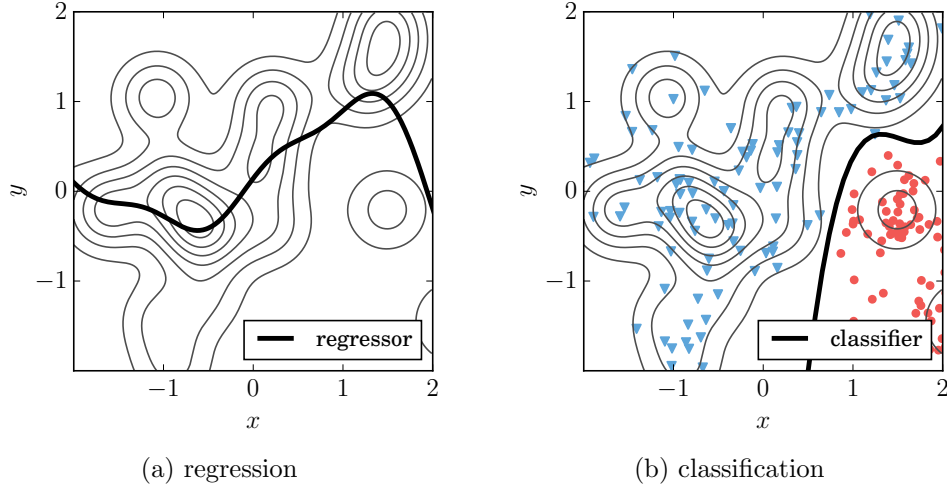 2
1
0
−1
y
−1
0
1
2
x
regressor
(a) regression
2
1
0
−1
y
−1
0
1
2
x
classifier
(b) classification